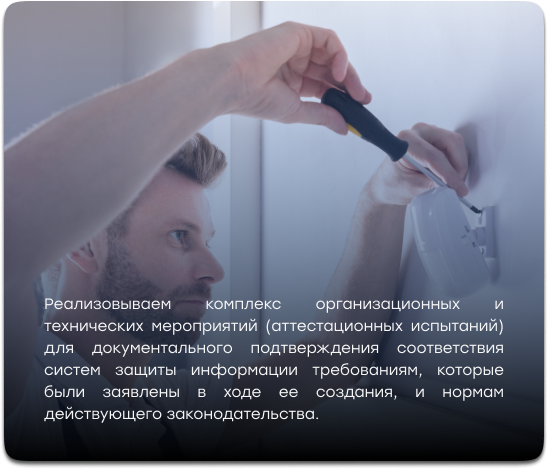 Реализовываем комплекс организационных и
технических мероприятий (аттестационных испытаний)
для документального подтверждения соответствия
систем защиты информации требованиям, которые
были заявлены в ходе ее создания, и нормам
действующего законодательства.